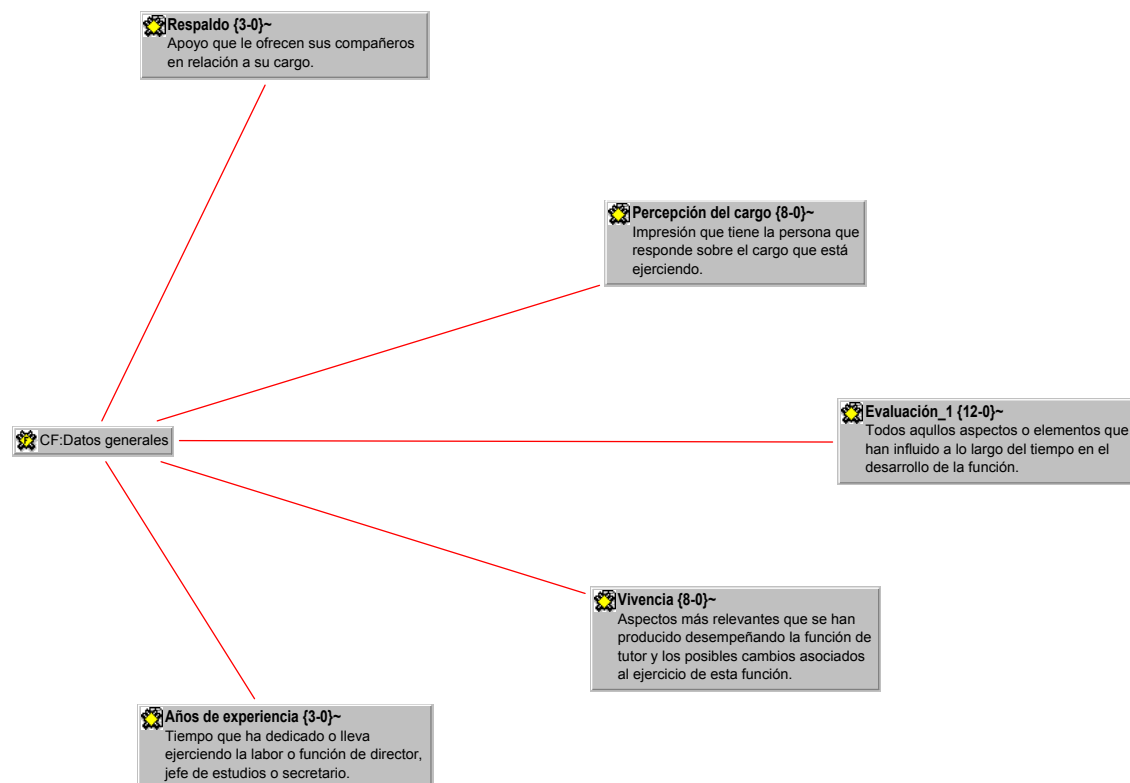 Respaldo {3-0}~
Apoyo que le ofrecen sus compañeros
en relación a su cargo.
Percepción del cargo {8-0}~
Impresión que tiene la persona que
responde sobre el cargo que está
ejerciendo.
Evaluación_1 {12-0}~
Todos aqullos aspectos o elementos que
han influido a lo largo del tiempo en el
desarrollo de la función.
CF:Datos generales
Vivencia {8-0}~
Aspectos más relevantes que se han
producido desempeñando la función de
tutor y los posibles cambios asociados
al ejercicio de esta función.
Años de experiencia {3-0}~
Tiempo que ha dedicado o lleva
ejerciendo la labor o función de director,
jefe de estudios o secretario.